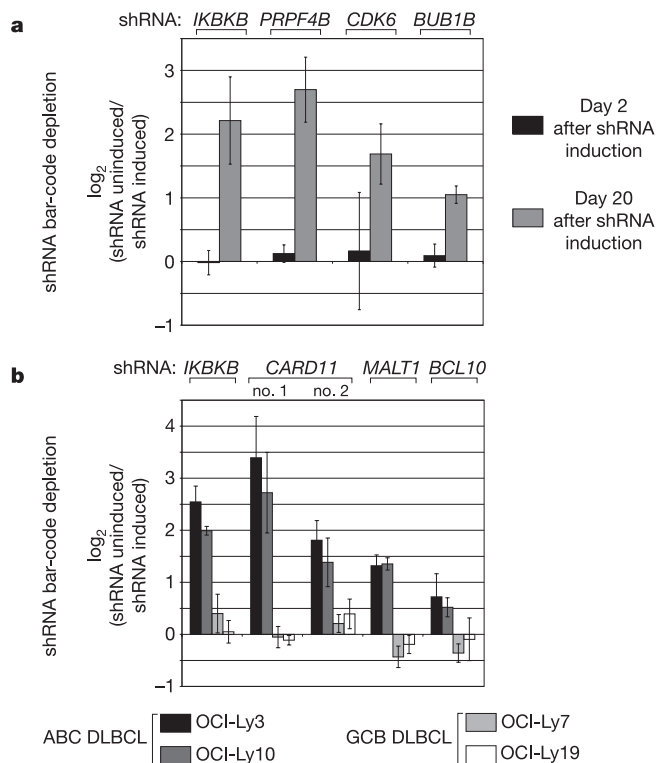 a
shRNA: IKBKB PRPF4B CDK6 BUB1B
shRNA bar-code depletion
log2
(shRNA uninduced/
shRNA induced)
3
2
1
0
–1
Day 2
after shRNA
induction
Day 20
after shRNA
induction
b
shRNA: IKBKB CARD11 MALT1 BCL10
no. 1 no. 2
shRNA bar-code depletion
log2
(shRNA uninduced/
shRNA induced)
4
3
2
1
0
–1
ABC DLBCL
OCI-Ly3
OCI-Ly10
GCB DLBCL
OCI-Ly7
OCI-Ly19